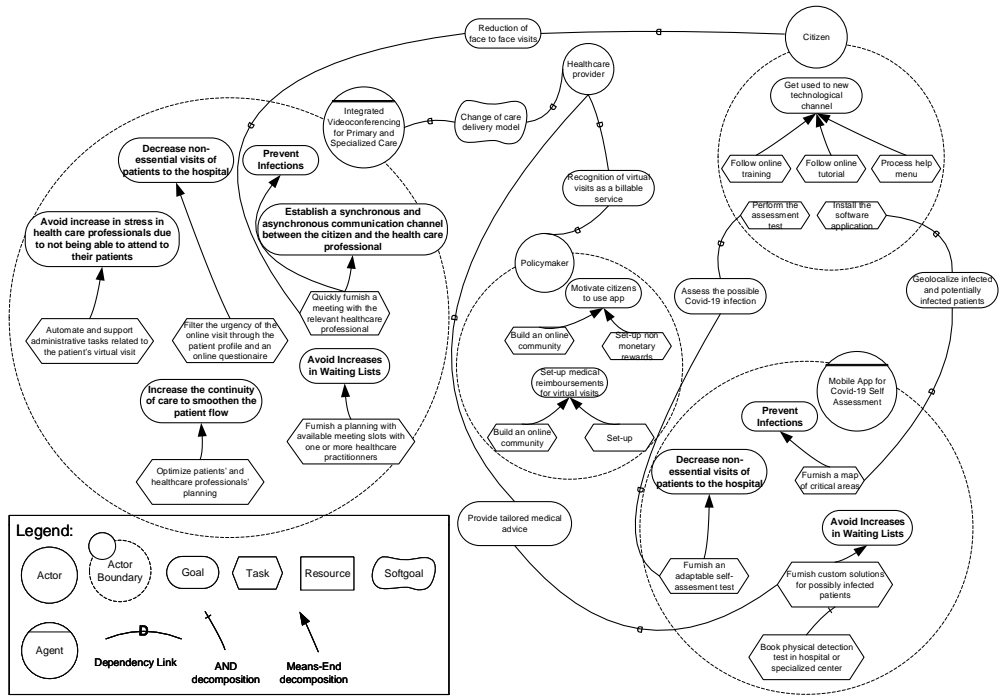 Reduction of
face to face visits
Citizen
Healthcare
provider
Get used to new
technological
channel
Integrated
Videoconferencing
for Primary and
Specialized Care
Change of care
delivery model
Decrease non-
essential visits of
patients to the hospital
Prevent
Infections
Follow online
training
Follow online
tutorial
Process help
menu
Recognition of virtual
visits as a billable
service
Avoid increase in stress in
health care professionals due
to not being able to attend to
their patients
Establish a synchronous and
asynchronous communication channel
between the citizen and the health care
professional
Perform the
assessment
test
Install the
software
application
Policymaker
Motivate citizens
to use app
Assess the possible
Covid-19 infection
Geolocalize infected
and potentially
infected patients
Quickly furnish a
meeting with the
relevant healthcare
professional
Automate and support
administrative tasks related to
the patient's virtual visit
Filter the urgency of the
online visit through the
patient profile and an
online questionaire
Build an online
community
Set-up non
monetary
rewards
Avoid Increases
in Waiting Lists
Set-up medical
reimboursements
for virtual visits
Mobile App for
Covid-19 Self
Assessment
Increase the continuity
of care to smoothen the
patient flow
Prevent
Infections
Furnish a planning with
available meeting slots with
one or more healthcare
practitionners
Build an online
community
Set-up
Decrease non-
essential visits of
patients to the hospital
Furnish a map
of critical areas
Optimize patients' and
healthcare professionals'
planning
Provide tailored medical
advice
Avoid Increases
in Waiting Lists
Furnish an
adaptable self-
assesment test
Furnish custom solutions
for possibly infected
patients
Book physical detection
test in hospital or
specialized center
Legend:
Actor
Actor
Boundary
Goal
Task
Resource
Softgoal
Agent
D
Dependency Link
AND
decomposition
Means-End
decomposition